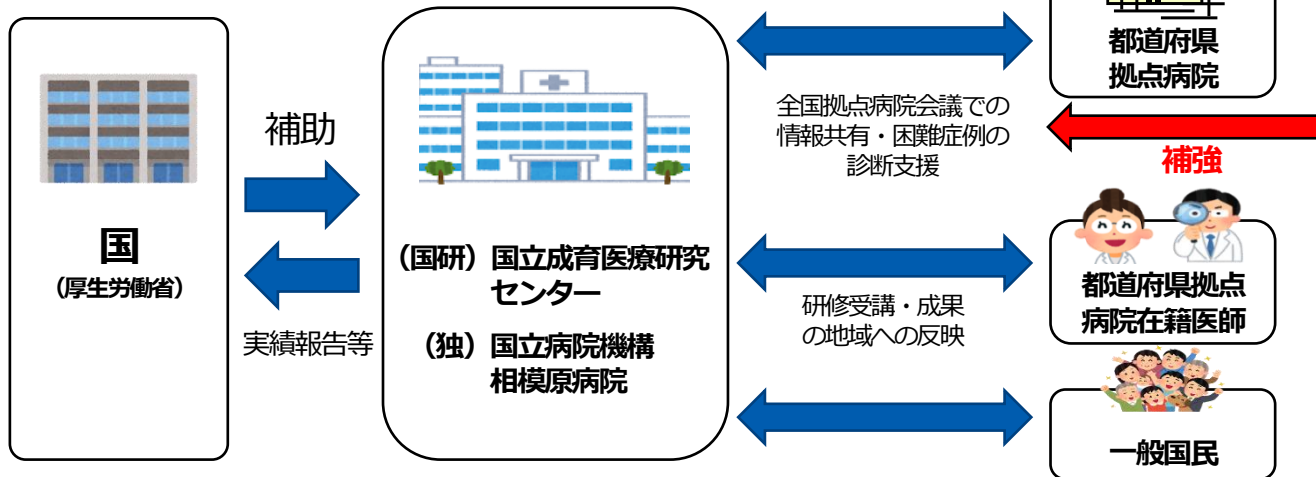 国
（厚生労働省）
補助
実績報告等
（国研）国立成育医療研究
センター
（独）国立病院機構
相模原病院
全国拠点病院会議での
情報共有・困難症例の
診断支援
研修受講・成果
の地域への反映
都道府県
拠点病院
補強
都道府県拠点
病院在籍医師
一般国民